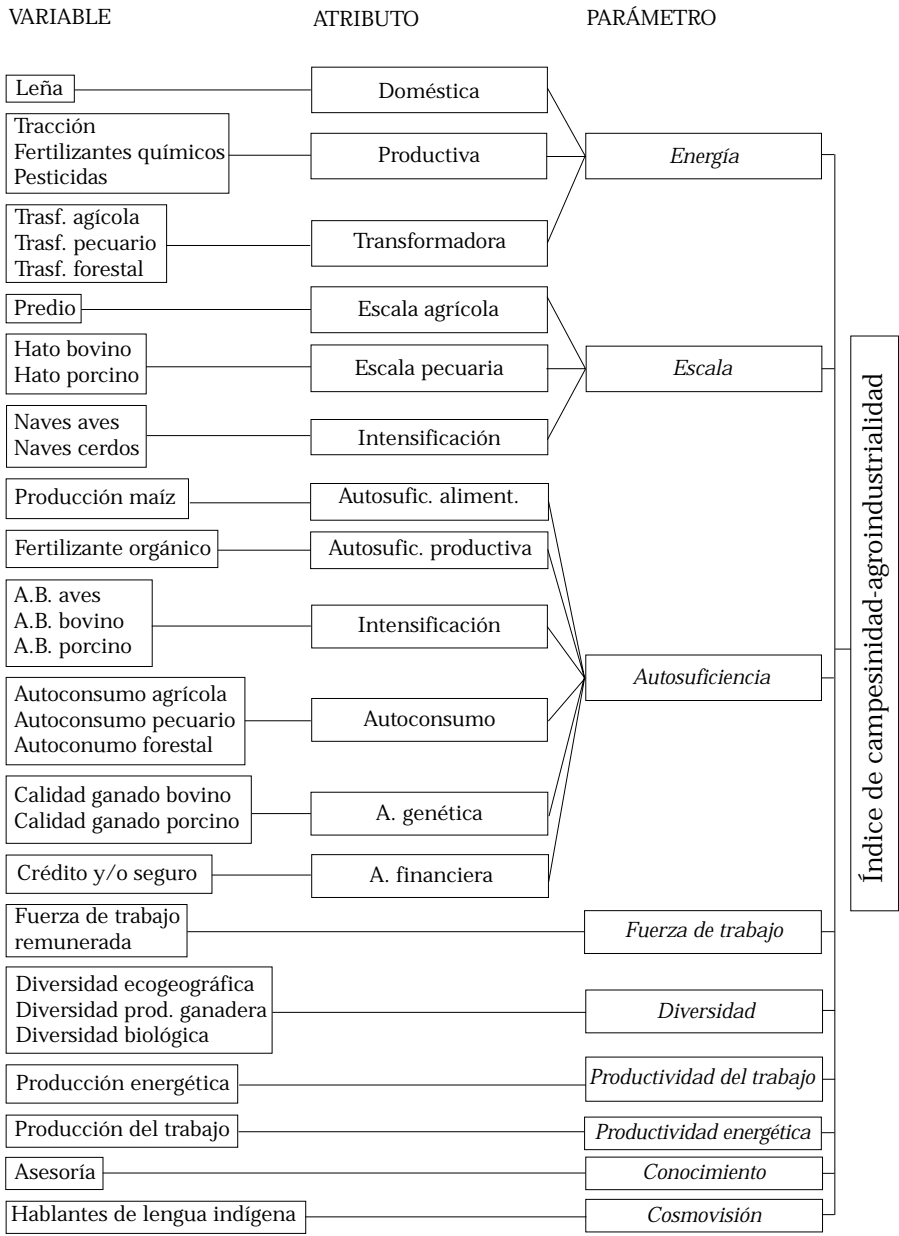 VARIABLE ATRIBUTO PARÁMETRO
Leña
Doméstica
Tracción
Fertilizantes químicos
Pesticidas
Productiva
Energía
Trasf. agícola
Trasf. pecuario
Trasf. forestal
Transformadora
Predio
Escala agrícola
Hato bovino
Hato porcino
Escala pecuaria
Escala
Naves aves
Naves cerdos
Intensificación
Producción maíz
Autosufic. aliment.
Fertilizante orgánico
Autosufic. productiva
A.B. aves
A.B. bovino
A.B. porcino
Intensificación
Autosuficiencia
Autoconsumo agrícola
Autoconsumo pecuario
Autoconumo forestal
Autoconsumo
Calidad ganado bovino
Calidad ganado porcino
A. genética
Crédito y/o seguro
A. financiera
Fuerza de trabajo
remunerada
Fuerza de trabajo
Diversidad ecogeográfica
Diversidad prod. ganadera
Diversidad biológica
Diversidad
Producción energética
Productividad del trabajo
Producción del trabajo
Productividad energética
Asesoría
Conocimiento
Hablantes de lengua indígena
Cosmovisión
Índice de campesinidad-agroindustrialidad